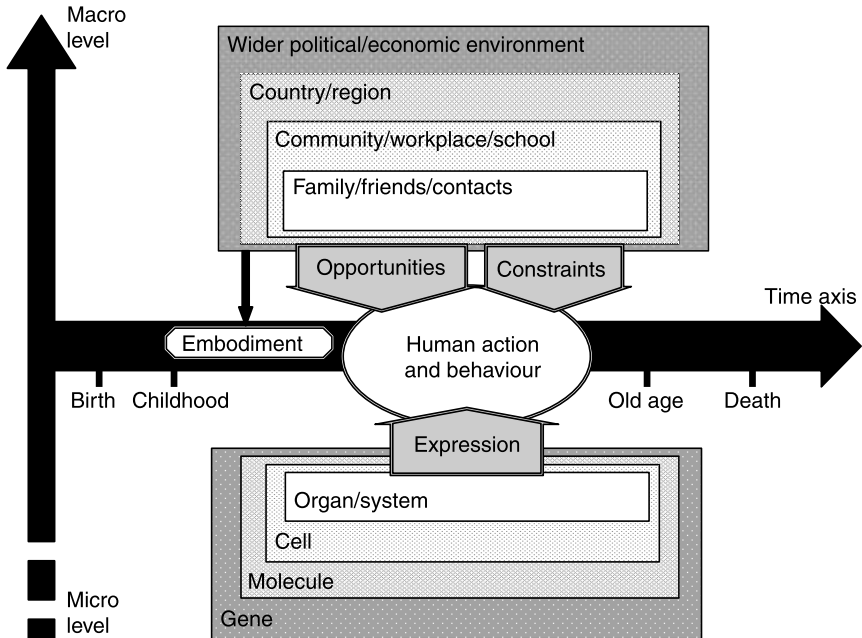 Macro
level
Wider political/economic environment
Country/region
Community/workplace/school
Family/friends/contacts
Opportunities
Constraints
Time axis
Embodiment
Human action
and behaviour
Birth
Childhood
Old age
Death
Expression
Organ/system
Cell
Molecule
Micro
level
Gene